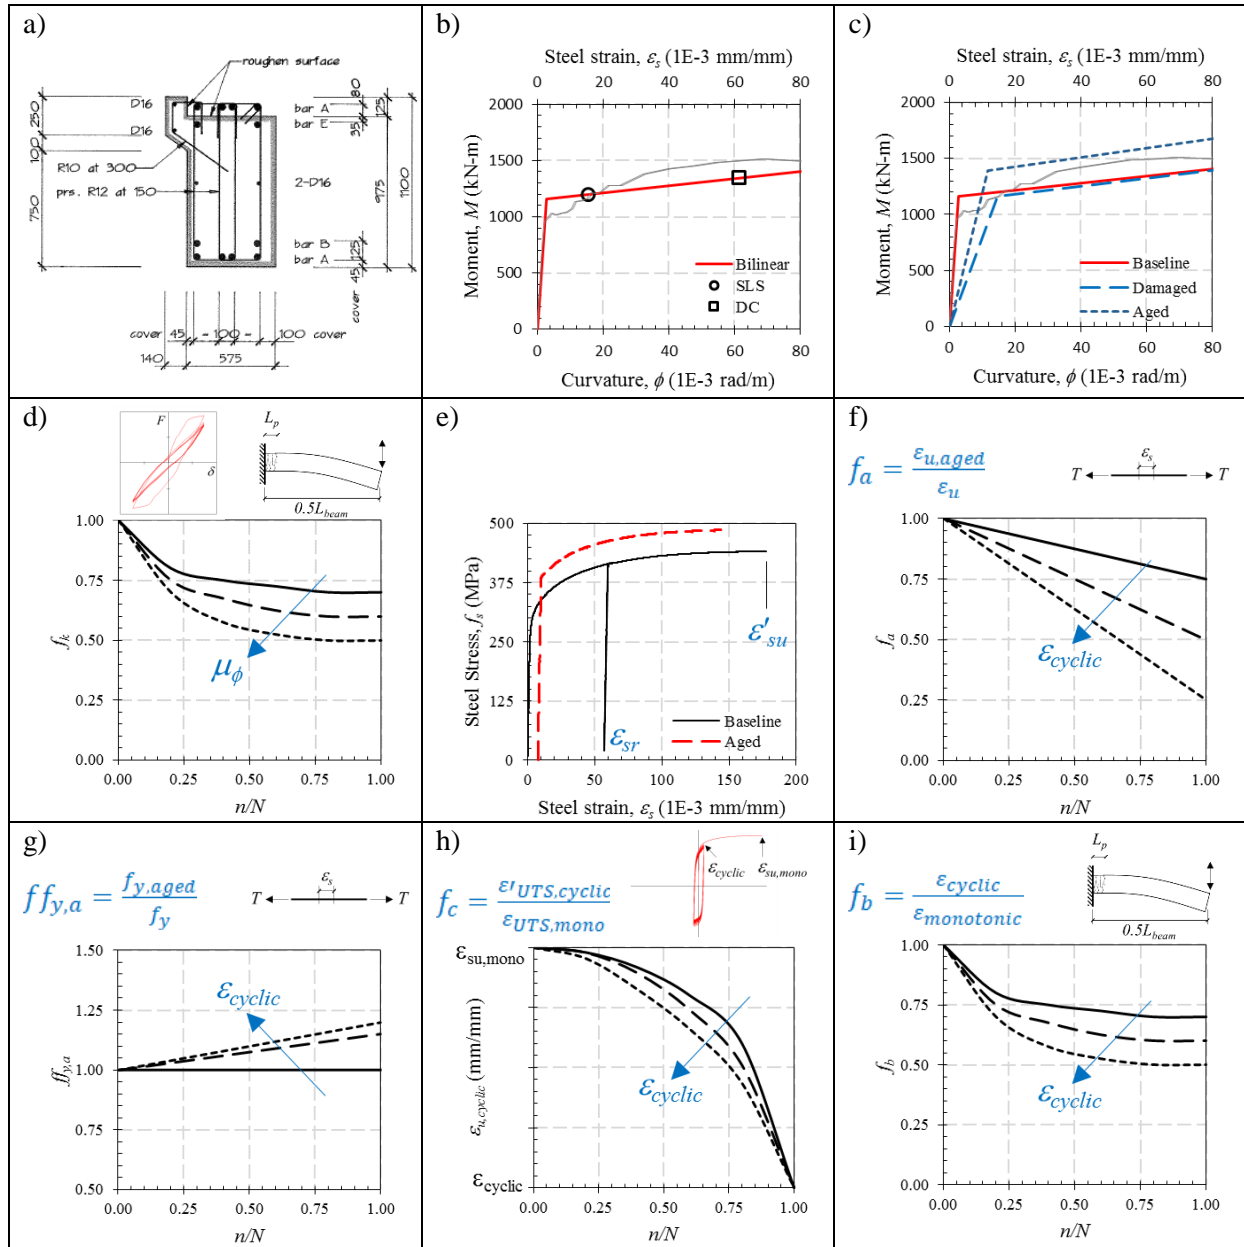 a)
roughen surface
250
D16
D16
100
R10 at 300
prs. R12 at 150
750
bar A
bar E
2-D16
bar B
bar A
80
125
35
975
1100
125
cover 45
cover 45
- 100 -
100 cover
140
575
b)
Steel strain, εs (1E-3 mm/mm)
0 20 40 60 80
2000
1500
1000
500
0
Moment, M (kN-m)
Bilinear
SLS
DC
0 20 40 60 80
Curvature, ϕ (1E-3 rad/m)
c)
Steel strain, εs (1E-3 mm/mm)
0 20 40 60 80
2000
1500
1000
500
0
Moment, M (kN-m)
Baseline
Damaged
Aged
0 20 40 60 80
Curvature, ϕ (1E-3 rad/m)
d)
F
δ
Lp
0.5Lbeam
1.00
0.75
0.50
0.25
0.00
fk
μϕ
0.00 0.25 0.50 0.75 1.00
n/N
e)
500
375
250
125
0
Steel Stress, fs (MPa)
ε'su
εsr
Baseline
Aged
0 50 100 150 200
Steel strain, εs (1E-3 mm/mm)
f)
fa = εu,aged / εu
εs
T T
1.00
0.75
0.50
0.25
0.00
fa
εcyclic
0.00 0.25 0.50 0.75 1.00
n/N
g)
ffy,a = fy,aged / fy
εs
T T
1.50
1.25
1.00
0.75
0.50
ffy,a
εcyclic
0.00 0.25 0.50 0.75 1.00
n/N
h)
fc = ε'UTS,cyclic / εUTS,mono
εcyclic
εsu,mono
εsu,mono
εu,cyclic (mm/mm)
εcyclic
εcyclic
0.00 0.25 0.50 0.75 1.00
n/N
i)
fb = εcyclic / εmonotonic
Lp
0.5Lbeam
1.00
0.75
0.50
0.25
0.00
fb
εcyclic
0.00 0.25 0.50 0.75 1.00
n/N